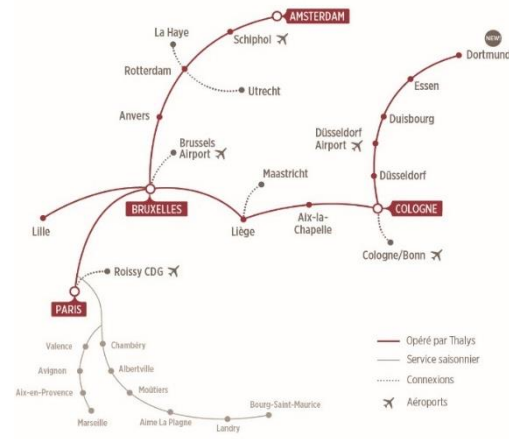 AMSTERDAM
La Haye
Schiphol
NEW!
Dortmund
Rotterdam
Essen
Utrecht
Anvers
Duisbourg
Brussels
Airport
Düsseldorf
Airport
Maastricht
Düsseldorf
BRUXELLES
COLOGNE
Lille
Liège
Aix-la-
Chapelle
Cologne/Bonn
Roissy CDG
PARIS
Valence
Chambéry
Avignon
Albertville
Aix-en-Provence
Moûtiers
Marseille
Aime La Plagne
Landry
Bourg-Saint-Maurice
Opéré par Thalys
Service saisonnier
Connexions
Aéroports